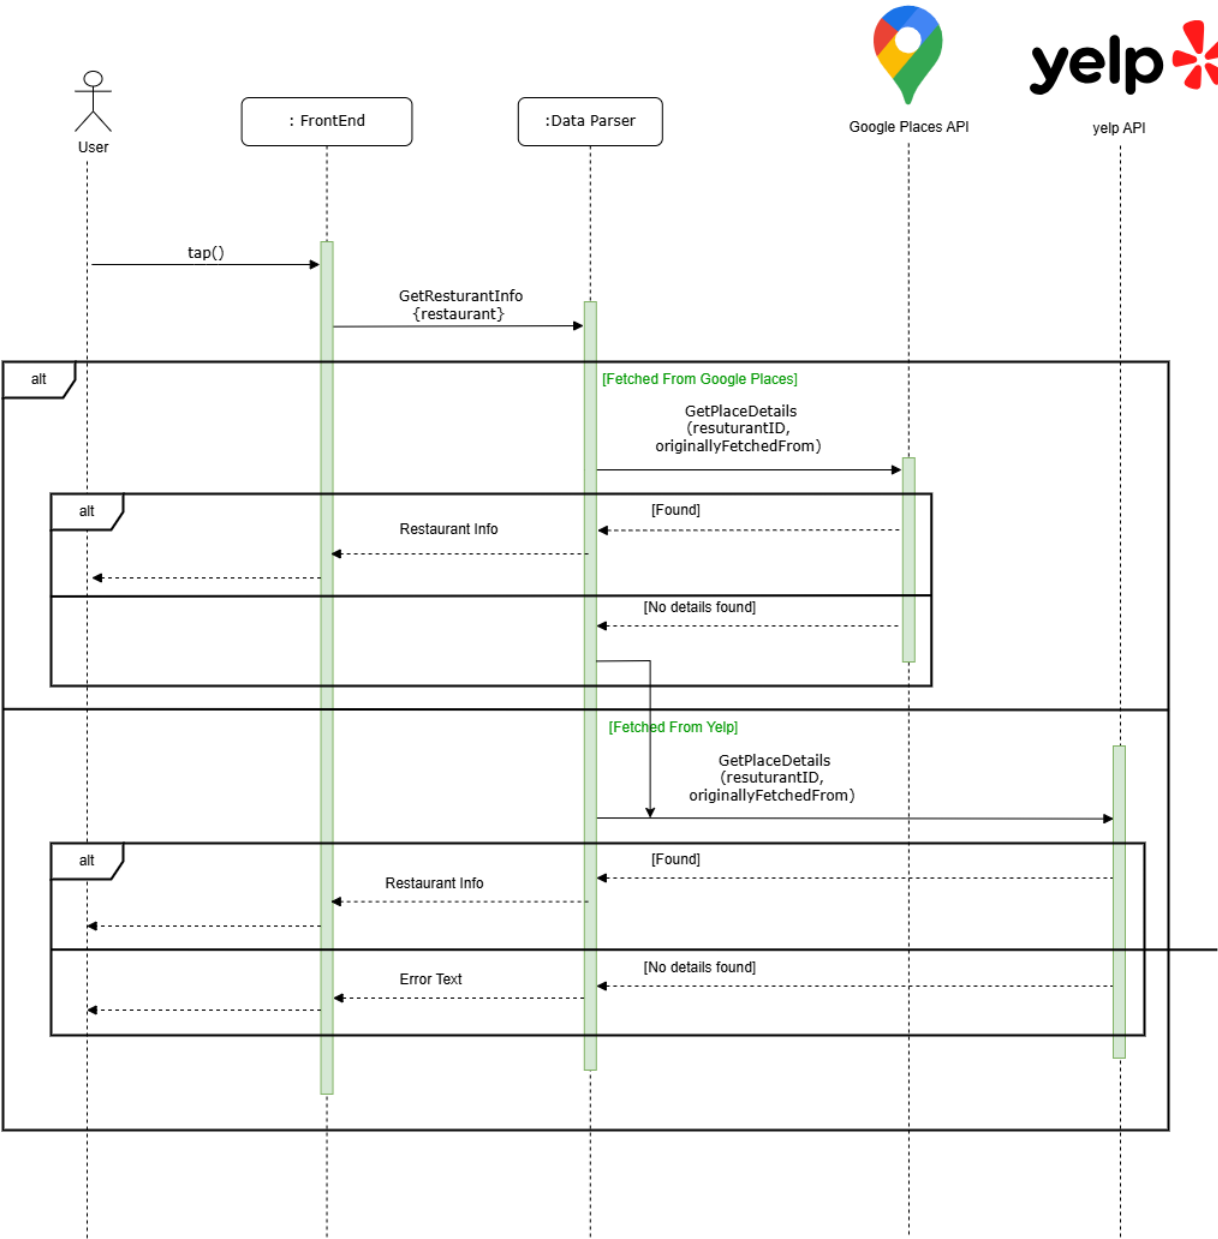 yelp
User
: FrontEnd
:Data Parser
Google Places API
yelp API
tap()
GetResturantInfo
{restaurant}
alt
[Fetched From Google Places]
GetPlaceDetails
(resuturantID,
originallyFetchedFrom)
alt
[Found]
Restaurant Info
[No details found]
[Fetched From Yelp]
GetPlaceDetails
(resuturantID,
originallyFetchedFrom)
alt
[Found]
Restaurant Info
[No details found]
Error Text